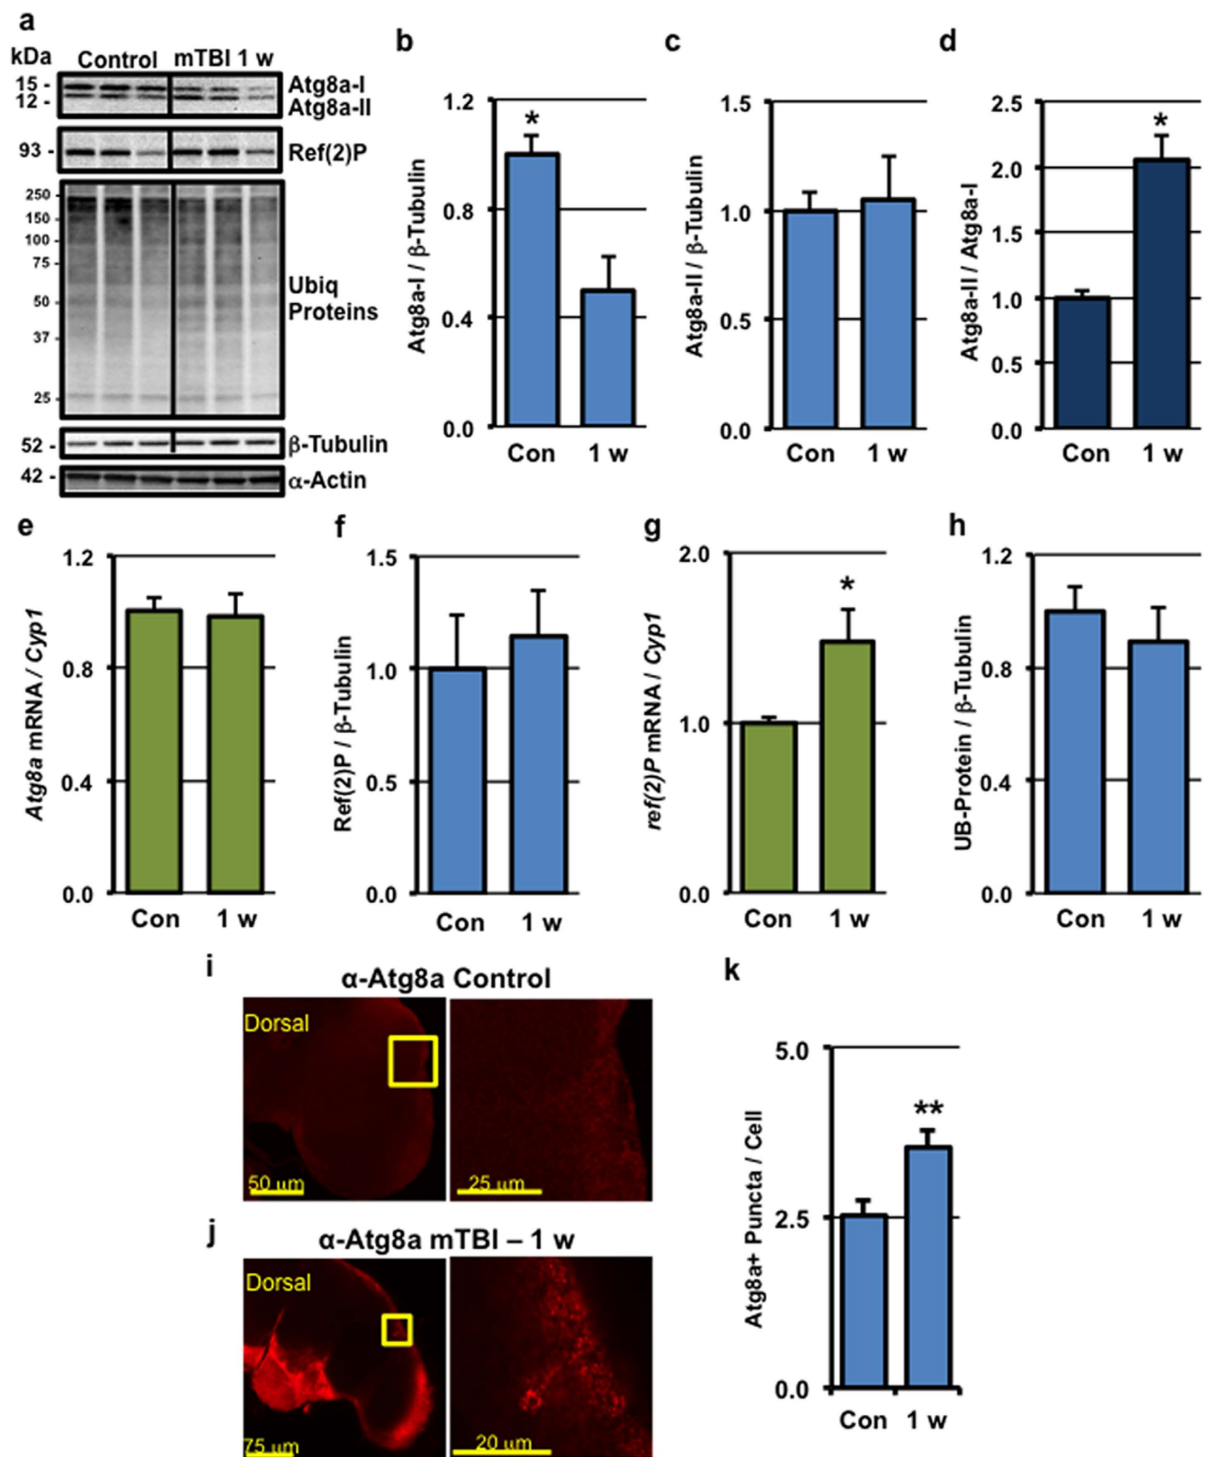 a
kDa Control mTBI 1 w
15 - Atg8a-I
12 - Atg8a-II
93 - Ref(2)P
250
150
100
75
50
37
25
Ubiq
Proteins
52 - β-Tubulin
42 - α-Actin
b
Atg8a-I / β-Tubulin
1.2
0.8
0.4
0.0
*
Con 1 w
c
Atg8a-II / β-Tubulin
1.5
1.0
0.5
0.0
Con 1 w
d
Atg8a-II / Atg8a-I
2.5
2.0
1.5
1.0
0.5
0.0
*
Con 1 w
e
Atg8a mRNA / Cyp1
1.2
0.8
0.4
0.0
Con 1 w
f
Ref(2)P / β-Tubulin
1.5
1.0
0.5
0.0
Con 1 w
g
ref(2)P mRNA / Cyp1
2.0
1.0
0.0
*
Con 1 w
h
UB-Protein / β-Tubulin
1.2
0.8
0.4
0.0
Con 1 w
i
α-Atg8a Control
Dorsal
50 µm
25 µm
j
α-Atg8a mTBI – 1 w
Dorsal
75 µm
20 µm
k
Atg8a+ Puncta / Cell
5.0
2.5
0.0
**
Con 1 w